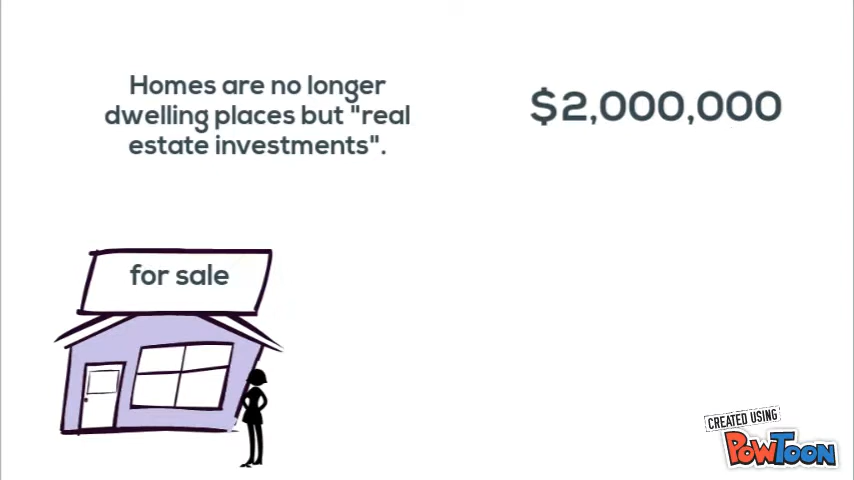 Homes are no longer
dwelling places but "real
estate investments".
$2,000,000
for sale
CREATED USING
PowToon